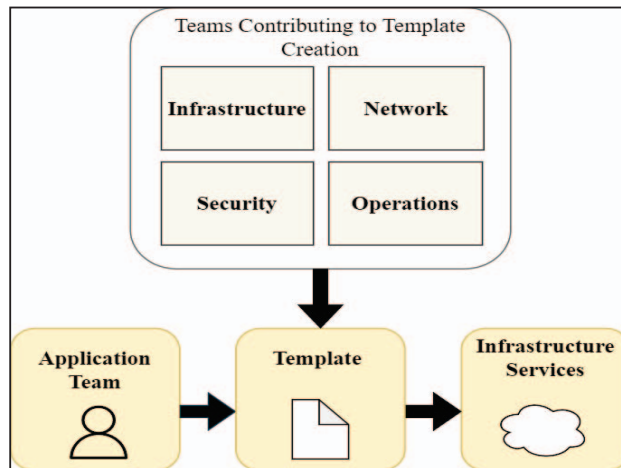 Teams Contributing to Template
Creation
Infrastructure
Network
Security
Operations
Application
Team
Template
Infrastructure
Services